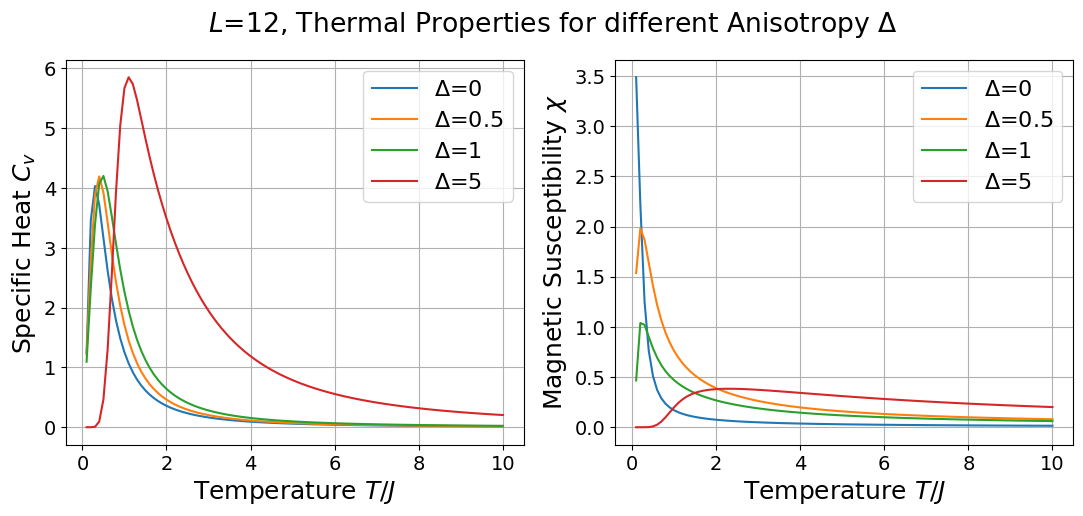 L=12, Thermal Properties for different Anisotropy Δ
Specific Heat C_v
6
5
4
3
2
1
0
Δ=0
Δ=0.5
Δ=1
Δ=5
0 2 4 6 8 10
Temperature T/J
Magnetic Susceptibility χ
3.5
3.0
2.5
2.0
1.5
1.0
0.5
0.0
Δ=0
Δ=0.5
Δ=1
Δ=5
0 2 4 6 8 10
Temperature T/J